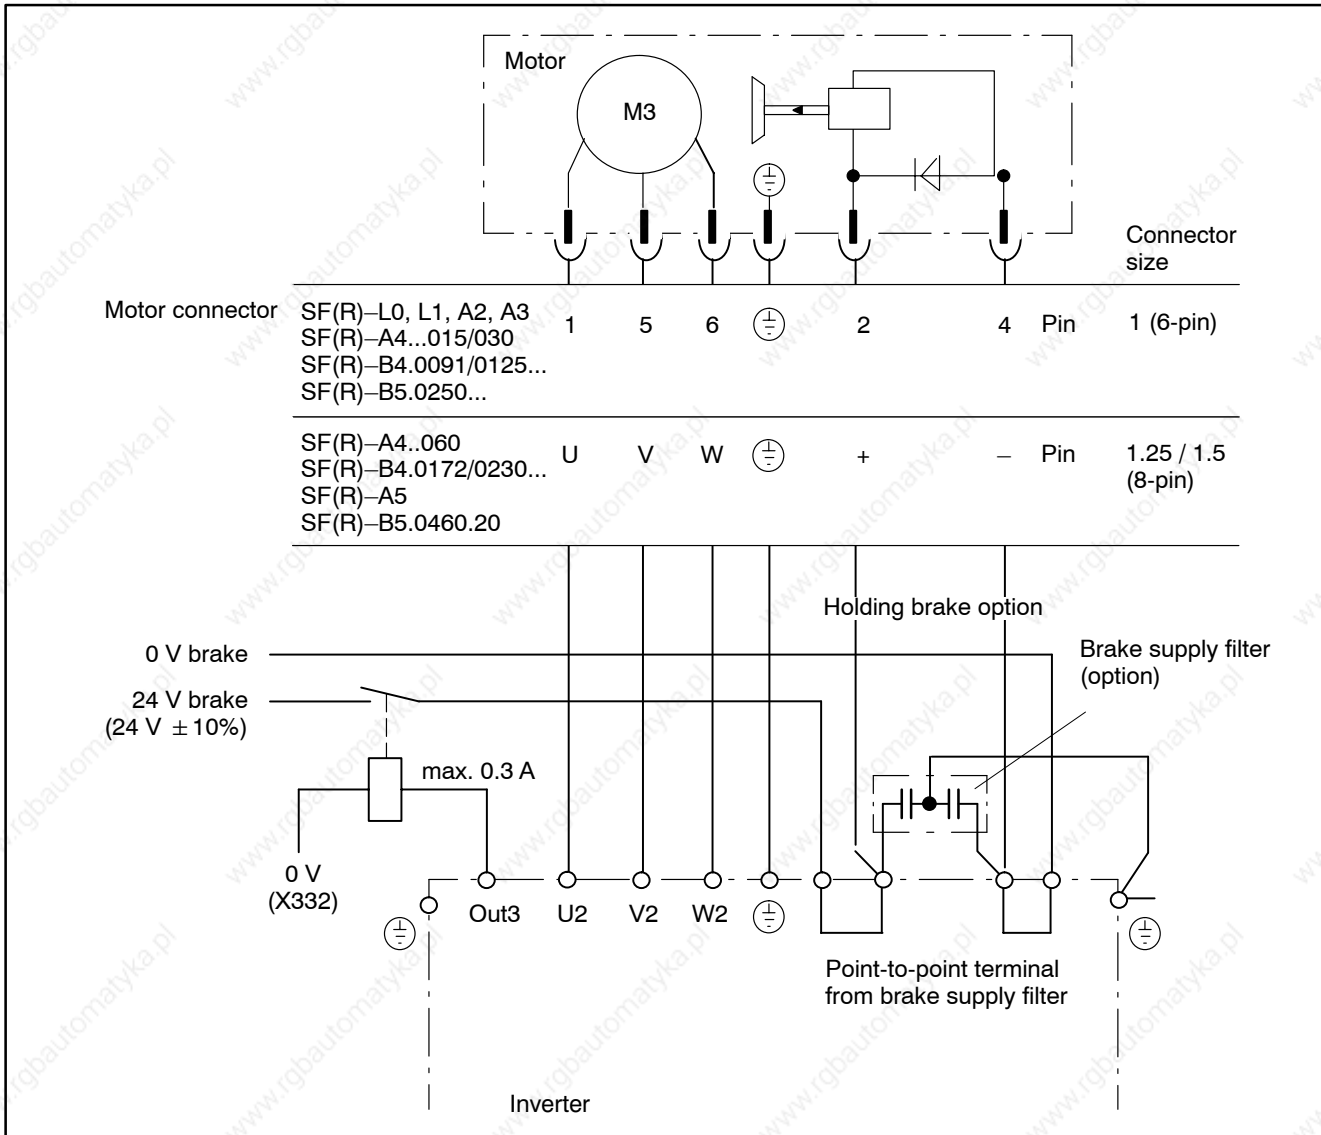 Motor
M3
Connector
size
Motor connector
SF(R)–L0, L1, A2, A3
SF(R)–A4...015/030
SF(R)–B4.0091/0125...
SF(R)–B5.0250...
1 5 6 2 4 Pin 1 (6-pin)
SF(R)–A4..060
SF(R)–B4.0172/0230...
SF(R)–A5
SF(R)–B5.0460.20
U V W + – Pin 1.25 / 1.5
(8-pin)
Holding brake option
0 V brake
24 V brake
(24 V ± 10%)
Brake supply filter
(option)
max. 0.3 A
0 V
(X332)
Out3 U2 V2 W2
Point-to-point terminal
from brake supply filter
Inverter
www.rgbautomatyka.pl